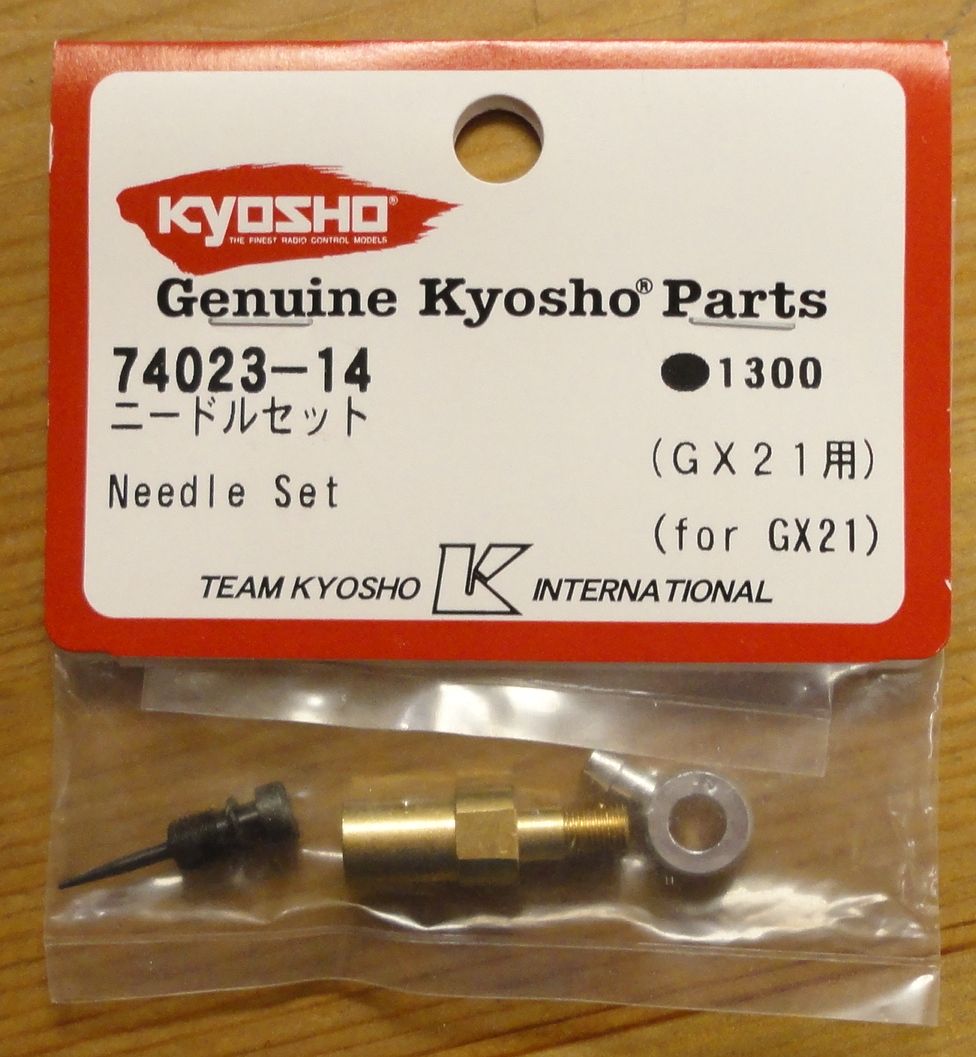 KYOSHO®
THE FINEST RADIO CONTROL MODELS
Genuine Kyosho® Parts
74023-14
●1300
ニードルセット
(GX21用)
Needle Set
(for GX21)
TEAM KYOSHO K INTERNATIONAL